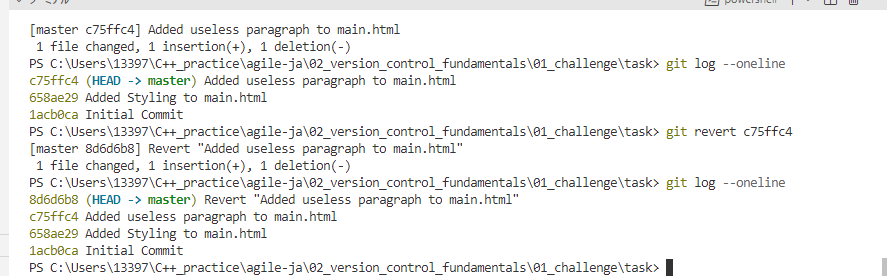 ターミナル
powershell
[master c75ffc4] Added useless paragraph to main.html
1 file changed, 1 insertion(+), 1 deletion(-)
PS C:\Users\13397\C++_practice\agile-ja\02_version_control_fundamentals\01_challenge\task> git log --oneline
c75ffc4 (HEAD -> master) Added useless paragraph to main.html
658ae29 Added Styling to main.html
1acb0ca Initial Commit
PS C:\Users\13397\C++_practice\agile-ja\02_version_control_fundamentals\01_challenge\task> git revert c75ffc4
[master 8d6d6b8] Revert "Added useless paragraph to main.html"
1 file changed, 1 insertion(+), 1 deletion(-)
PS C:\Users\13397\C++_practice\agile-ja\02_version_control_fundamentals\01_challenge\task> git log --oneline
8d6d6b8 (HEAD -> master) Revert "Added useless paragraph to main.html"
c75ffc4 Added useless paragraph to main.html
658ae29 Added Styling to main.html
1acb0ca Initial Commit
PS C:\Users\13397\C++_practice\agile-ja\02_version_control_fundamentals\01_challenge\task>